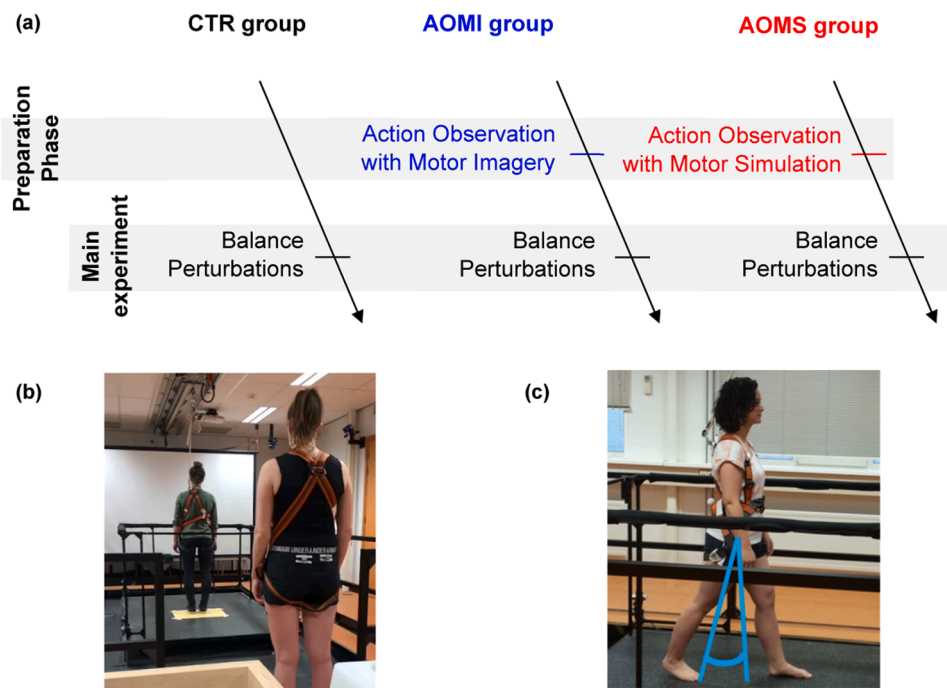 (a)
CTR group
AOMI group
AOMS group
Preparation
Phase
Action Observation
with Motor Imagery
Action Observation
with Motor Simulation
Main
experiment
Balance
Perturbations
Balance
Perturbations
Balance
Perturbations
(b)
(c)